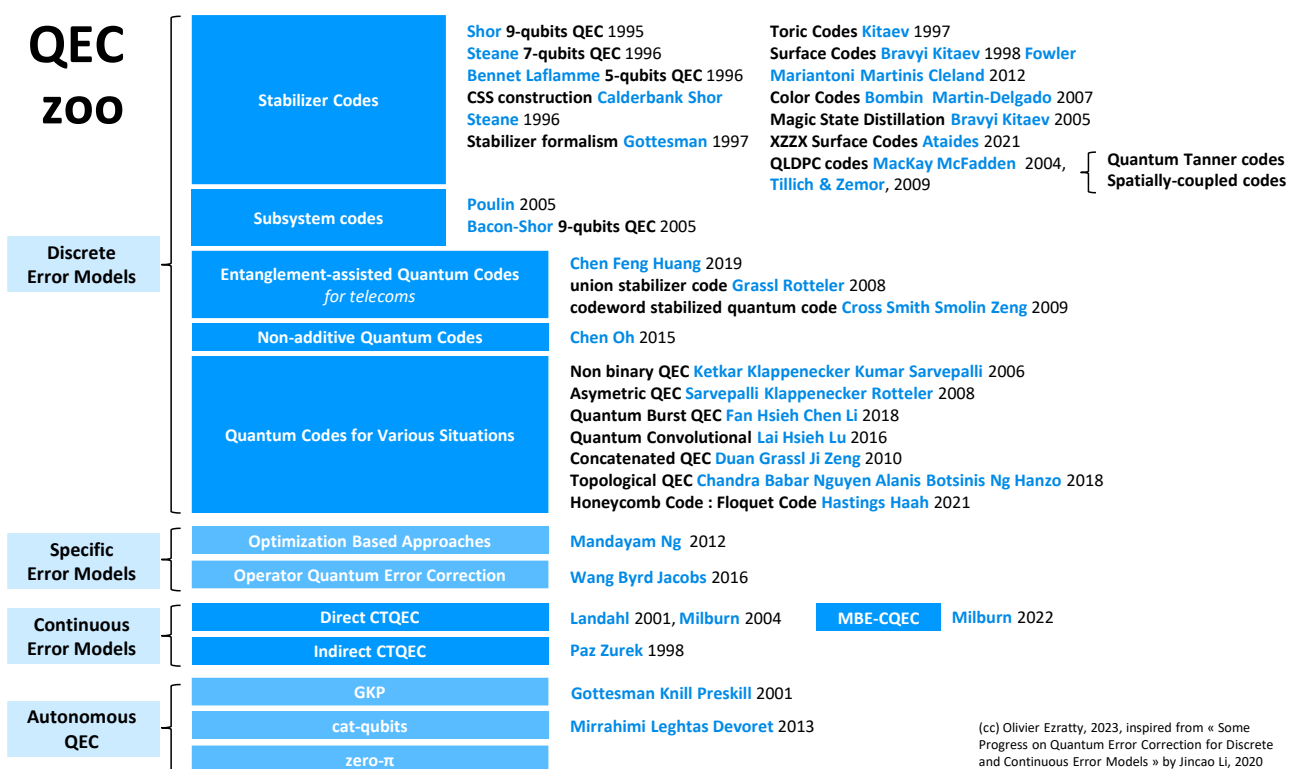 QEC
zoo
Discrete
Error Models
Stabilizer Codes
Shor 9-qubits QEC 1995
Steane 7-qubits QEC 1996
Bennet Laflamme 5-qubits QEC 1996
CSS construction Calderbank Shor
Steane 1996
Stabilizer formalism Gottesman 1997
Toric Codes Kitaev 1997
Surface Codes Bravyi Kitaev 1998 Fowler
Mariantoni Martinis Cleland 2012
Color Codes Bombin Martin-Delgado 2007
Magic State Distillation Bravyi Kitaev 2005
XZZX Surface Codes Ataides 2021
QLDPC codes MacKay McFadden 2004,
Tillich & Zemor, 2009
Quantum Tanner codes
Spatially-coupled codes
Subsystem codes
Poulin 2005
Bacon-Shor 9-qubits QEC 2005
Entanglement-assisted Quantum Codes
for telecoms
Chen Feng Huang 2019
union stabilizer code Grassl Rotteler 2008
codeword stabilized quantum code Cross Smith Smolin Zeng 2009
Non-additive Quantum Codes
Chen Oh 2015
Quantum Codes for Various Situations
Non binary QEC Ketkar Klappenecker Kumar Sarvepalli 2006
Asymetric QEC Sarvepalli Klappenecker Rotteler 2008
Quantum Burst QEC Fan Hsieh Chen Li 2018
Quantum Convolutional Lai Hsieh Lu 2016
Concatenated QEC Duan Grassl Ji Zeng 2010
Topological QEC Chandra Babar Nguyen Alanis Botsinis Ng Hanzo 2018
Honeycomb Code : Floquet Code Hastings Haah 2021
Specific
Error Models
Optimization Based Approaches
Mandayam Ng 2012
Operator Quantum Error Correction
Wang Byrd Jacobs 2016
Continuous
Error Models
Direct CTQEC
Landahl 2001, Milburn 2004
MBE-CQEC
Milburn 2022
Indirect CTQEC
Paz Zurek 1998
Autonomous
QEC
GKP
Gottesman Knill Preskill 2001
cat-qubits
Mirrahimi Leghtas Devoret 2013
zero-π
(cc) Olivier Ezratty, 2023, inspired from « Some
Progress on Quantum Error Correction for Discrete
and Continuous Error Models » by Jincao Li, 2020